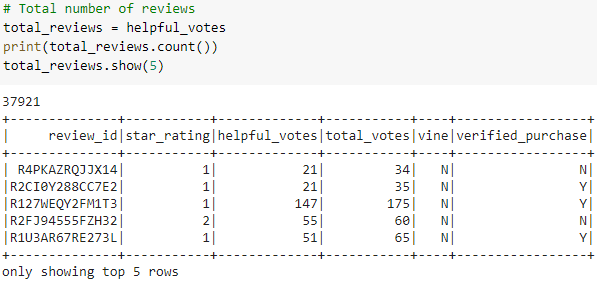 # Total number of reviews
total_reviews = helpful_votes
print(total_reviews.count())
total_reviews.show(5)
37921
+--------------+-----------+-------------+-----------+----+-----------------+
|     review_id|star_rating|helpful_votes|total_votes|vine|verified_purchase|
+--------------+-----------+-------------+-----------+----+-----------------+
| R4PKAZRQJJX14|          1|           21|         34|   N|                N|
|R2CI0Y288CC7E2|          1|           21|         35|   N|                Y|
|R127WEQY2FM1T3|          1|          147|        175|   N|                Y|
|R2FJ94555FZH32|          2|           55|         60|   N|                N|
|R1U3AR67RE273L|          1|           51|         65|   N|                Y|
+--------------+-----------+-------------+-----------+----+-----------------+
only showing top 5 rows